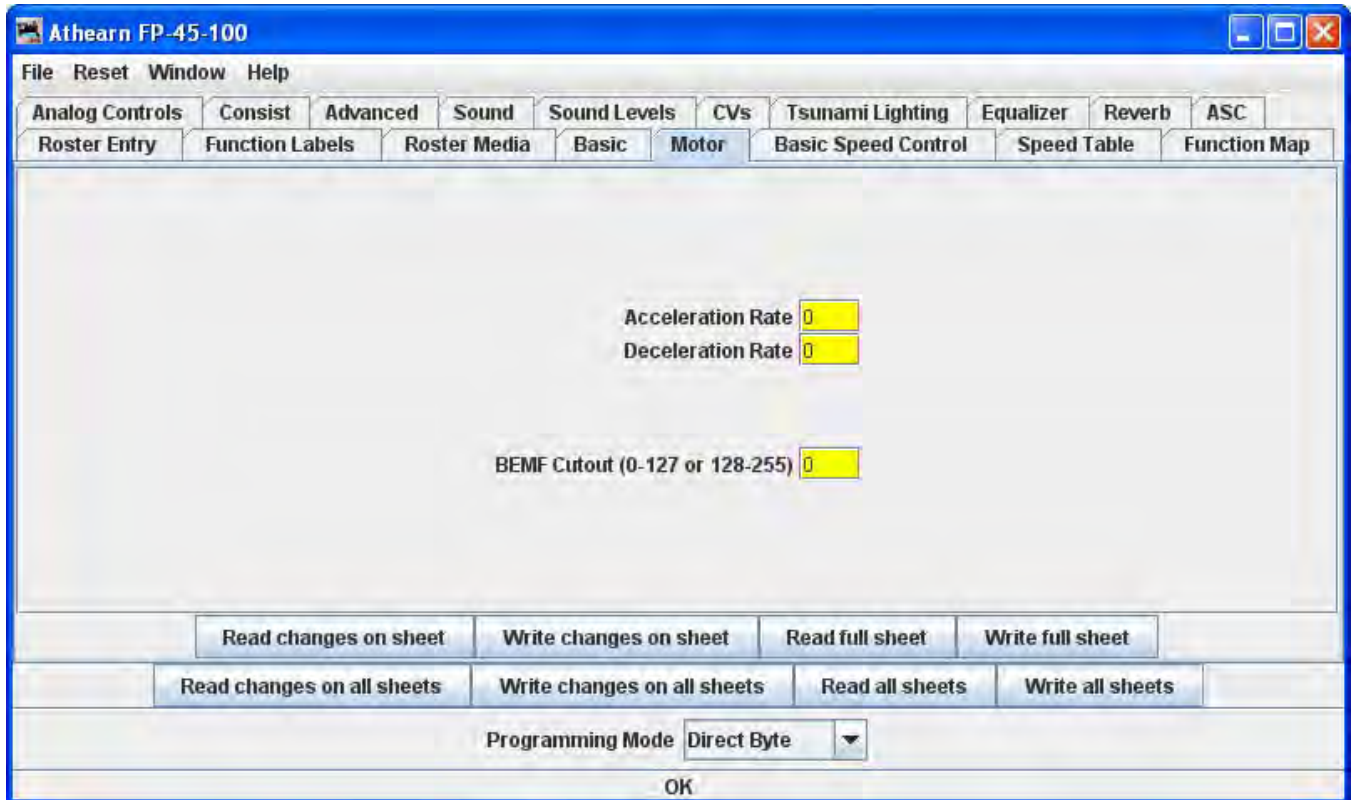 Athearn FP-45-100
File Reset Window Help
Analog Controls Consist Advanced Sound Sound Levels CVs Tsunami Lighting Equalizer Reverb ASC
Roster Entry Function Labels Roster Media Basic Motor Basic Speed Control Speed Table Function Map
Acceleration Rate 0
Deceleration Rate 0
BEMF Cutout (0-127 or 128-255) 0
Read changes on sheet Write changes on sheet Read full sheet Write full sheet
Read changes on all sheets Write changes on all sheets Read all sheets Write all sheets
Programming Mode Direct Byte
OK